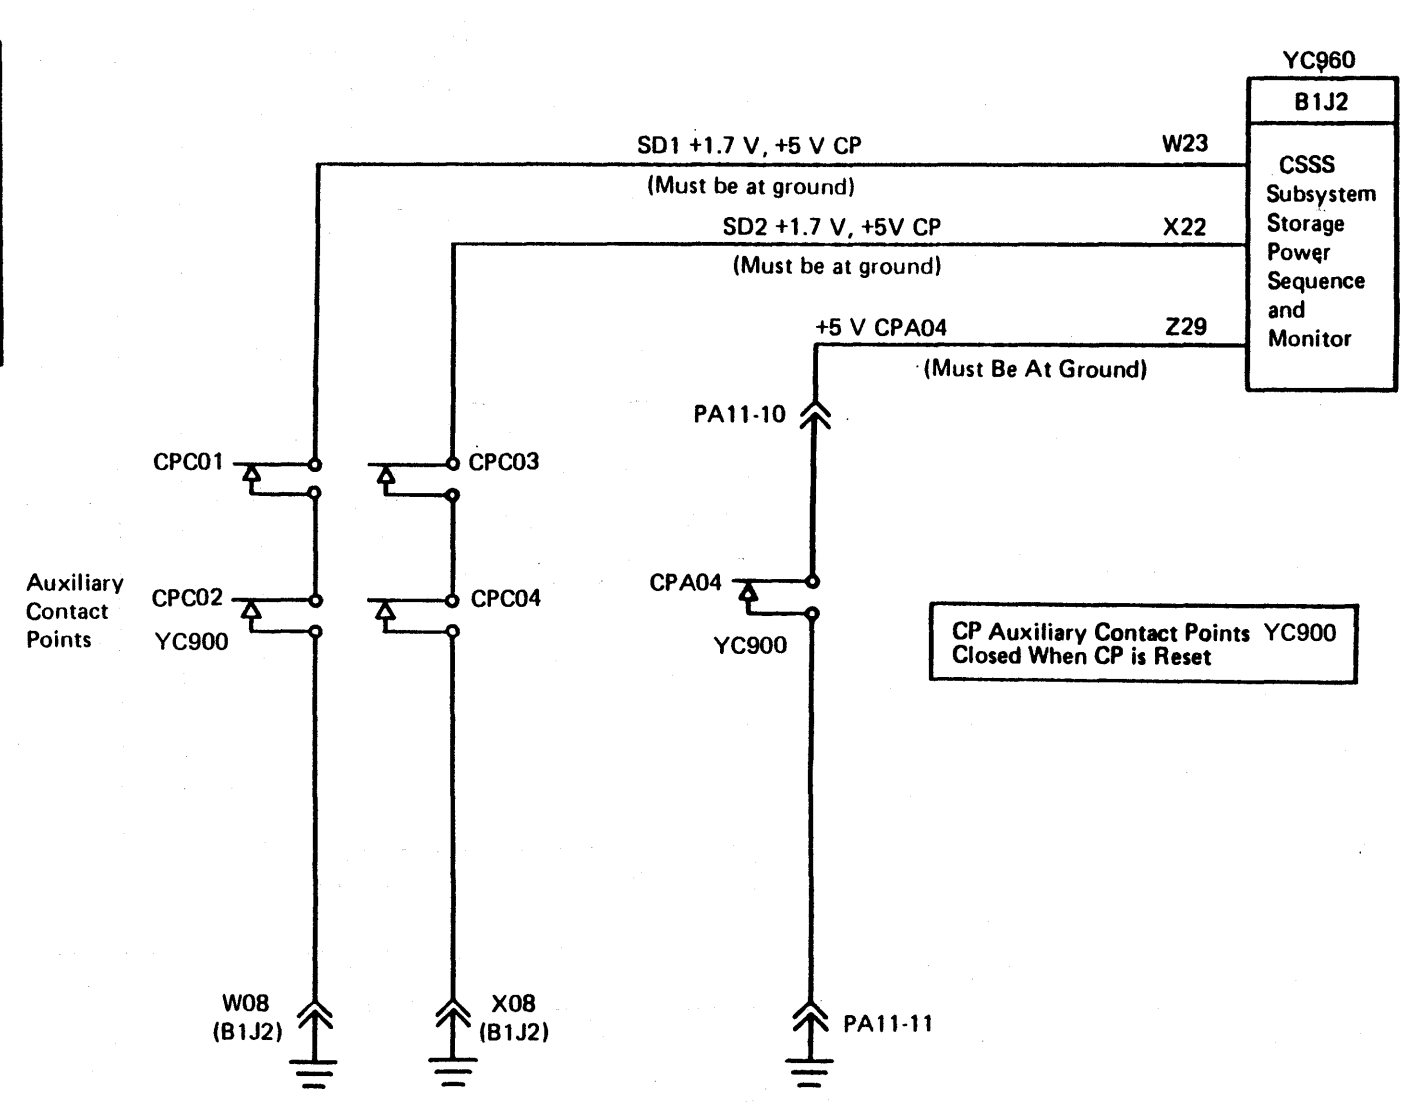 YC960
B1J2
SD1 +1.7 V, +5 V CP
W23
(Must be at ground)
CSSS
Subsystem
Storage
Power
Sequence
and
Monitor
SD2 +1.7 V, +5V CP
X22
(Must be at ground)
+5 V CPA04
Z29
(Must Be At Ground)
PA11-10
CPC01
CPC03
Auxiliary
Contact
Points
CPC02
YC900
CPC04
CPA04
YC900
CP Auxiliary Contact Points YC900
Closed When CP is Reset
W08
(B1J2)
X08
(B1J2)
PA11-11